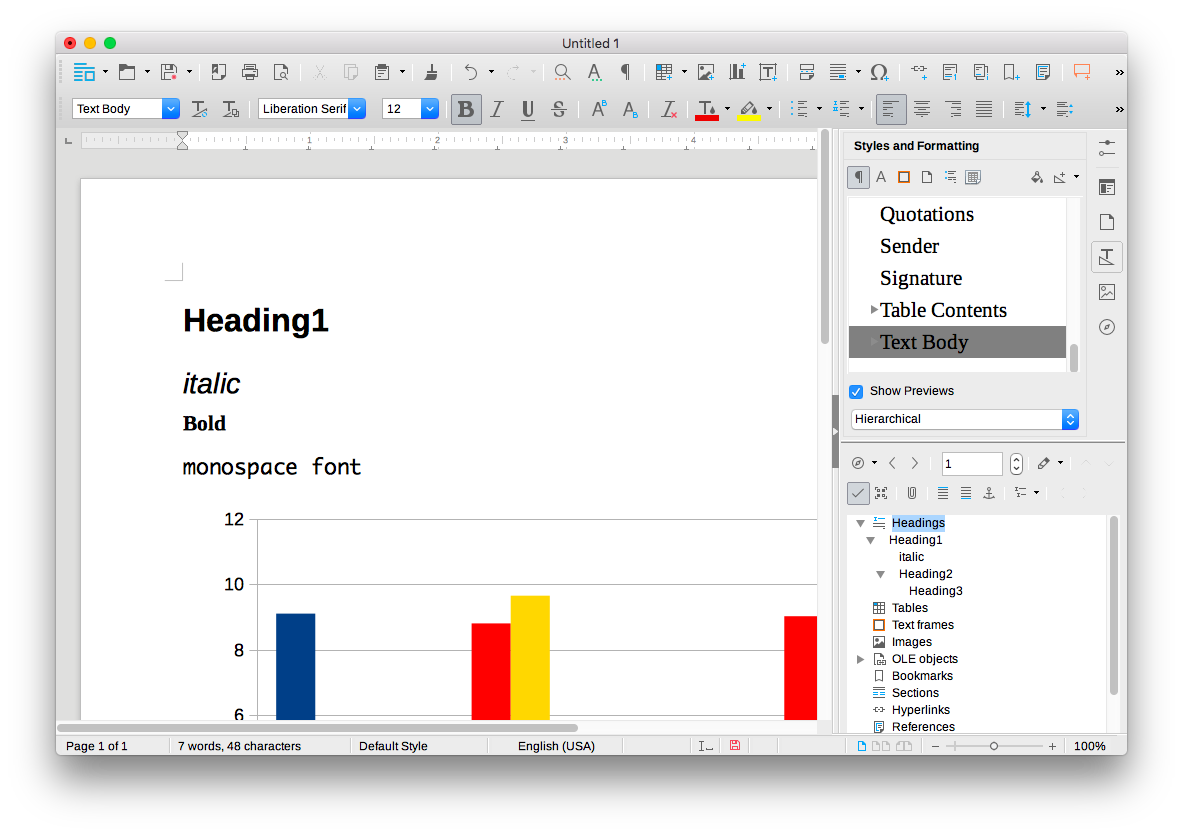 Untitled 1
Text Body Liberation Serif 12
1 2 3 4
Styles and Formatting
Quotations
Sender
Signature
Table Contents
Text Body
Show Previews
Hierarchical
1
Headings
Heading1
italic
Heading2
Heading3
Tables
Text frames
Images
OLE objects
Bookmarks
Sections
Hyperlinks
References
Heading1
italic
Bold
monospace font
12
10
8
6
Page 1 of 1 7 words, 48 characters Default Style English (USA) 100%